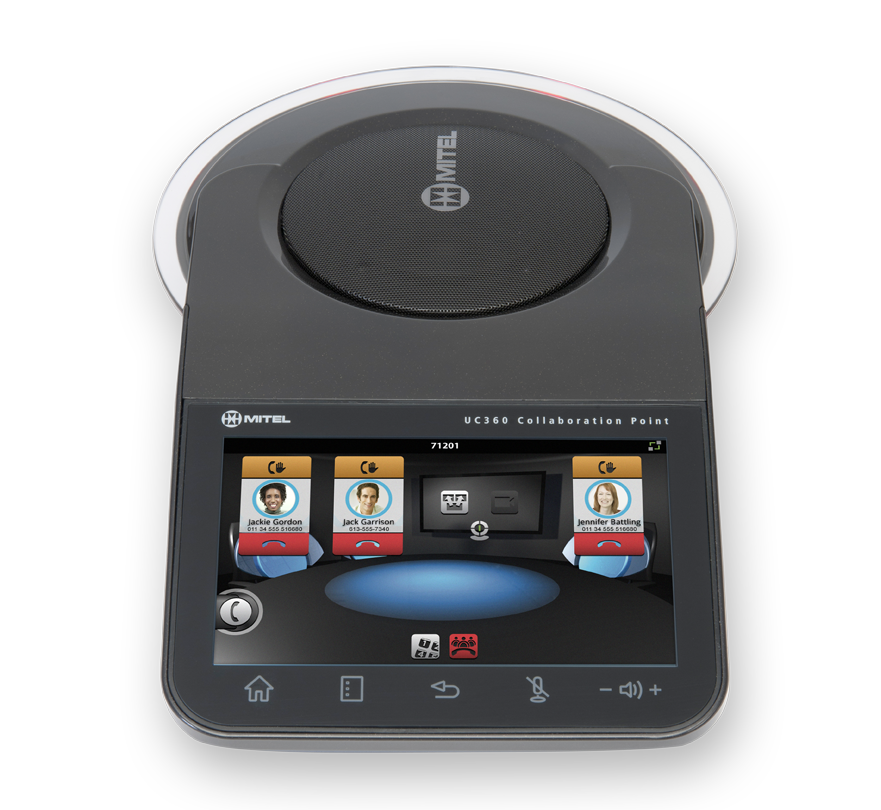 MITEL
MITEL
UC360 Collaboration Point
71201
Jackie Gordon
011 34 555 516680
Jack Garrison
613-555-7340
Jennifer Battling
011 34 555 516680